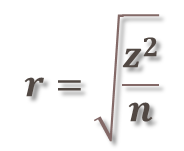 r = √(z²/n)